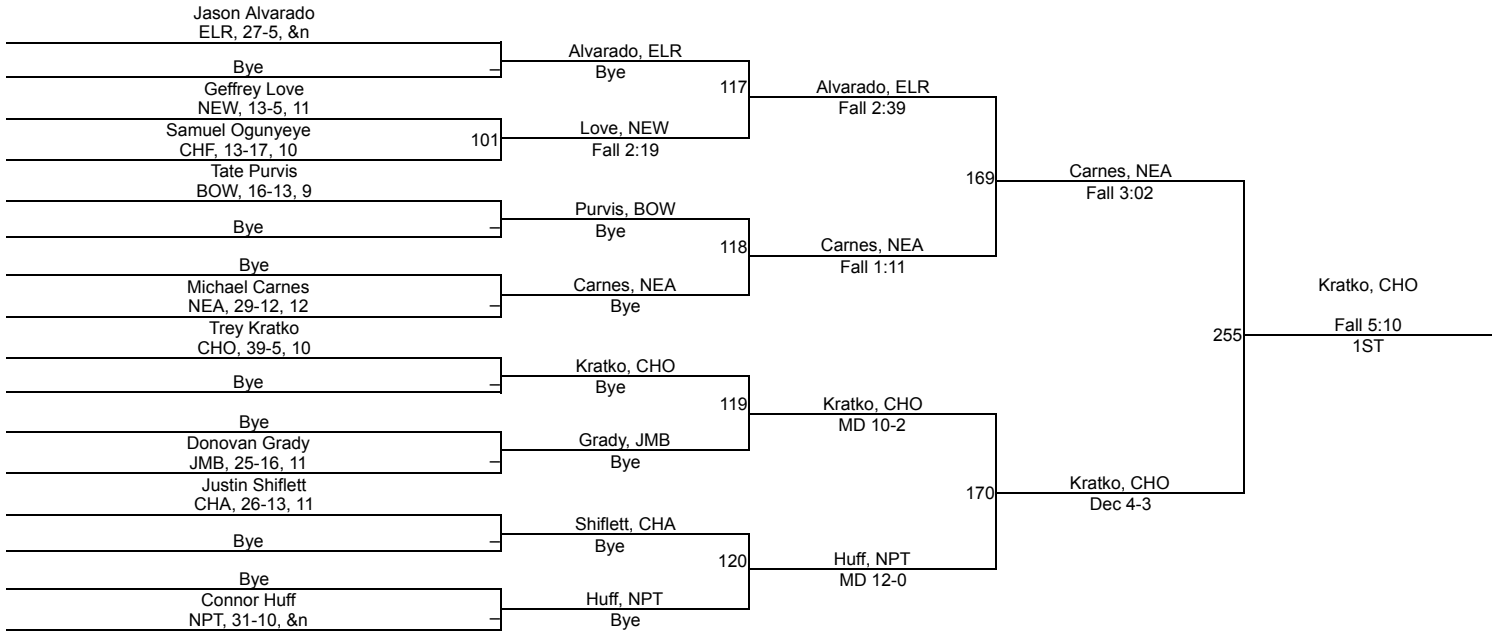 Jason Alvarado
ELR, 27-5, &n
Bye
–
Geffrey Love
NEW, 13-5, 11
Samuel Ogunyeye
CHF, 13-17, 10
101
Tate Purvis
BOW, 16-13, 9
Bye
–
Bye
Michael Carnes
NEA, 29-12, 12
–
Trey Kratko
CHO, 39-5, 10
Bye
–
Bye
Donovan Grady
JMB, 25-16, 11
–
Justin Shiflett
CHA, 26-13, 11
Bye
–
Bye
Connor Huff
NPT, 31-10, &n
–
Alvarado, ELR
Bye
117
Love, NEW
Fall 2:19
Purvis, BOW
Bye
118
Carnes, NEA
Bye
Kratko, CHO
Bye
119
Grady, JMB
Bye
Shiflett, CHA
Bye
120
Huff, NPT
Bye
Alvarado, ELR
Fall 2:39
169
Carnes, NEA
Fall 1:11
Kratko, CHO
MD 10-2
170
Huff, NPT
MD 12-0
Carnes, NEA
Fall 3:02
255
Kratko, CHO
Dec 4-3
Kratko, CHO
Fall 5:10
1ST